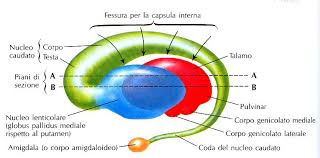 Fessura per la capsula interna
Nucleo
caudato
Corpo
Testa
Talamo
Piani di
sezione
A
B
A
B
Pulvinar
Nucleo lenticolare
(globus pallidus mediale
rispetto al putamen)
Corpo genicolato mediale
Corpo genicolato laterale
Amigdala (o corpo amigdaloideo)
Coda del nucleo caudato